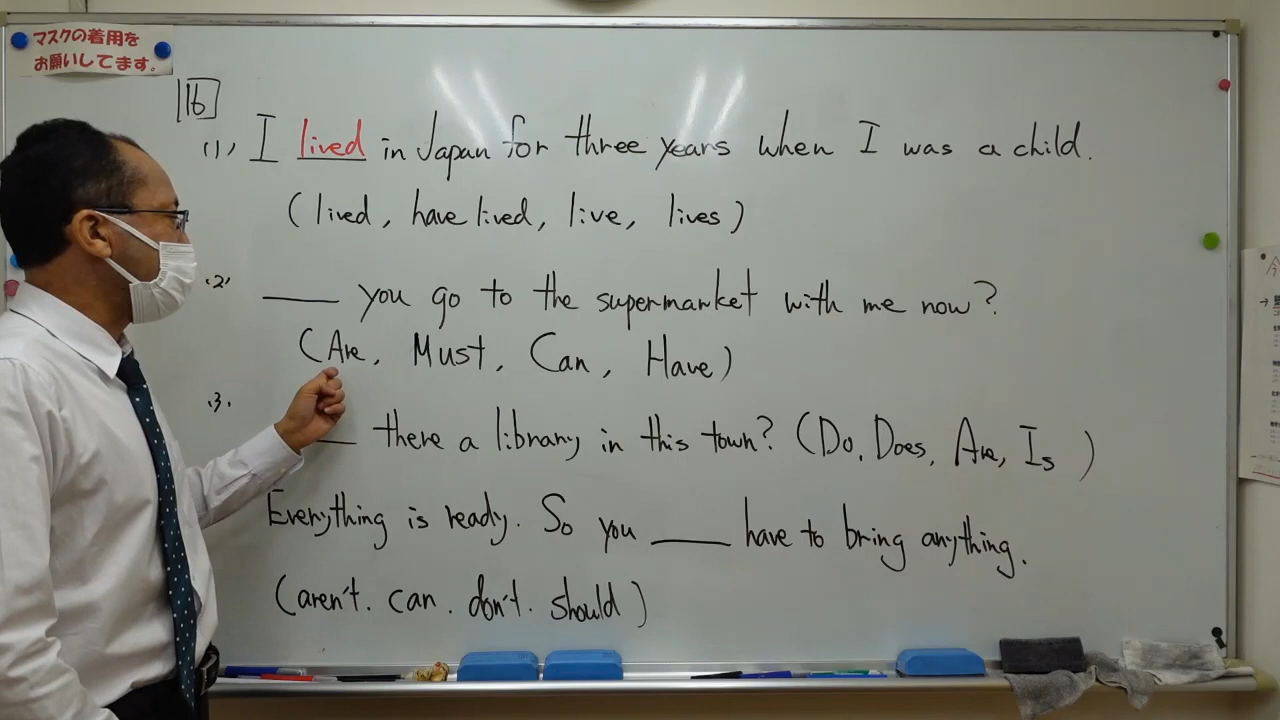 マスクの着用を
お願いしてます。
16
(1) I lived in Japan for three years when I was a child.
(lived, have lived, live, lives)
(2) ____ you go to the supermarket with me now?
(Are, Must, Can, Have)
(3) ____ there a library in this town? (Do, Does, Are, Is)
Everything is ready. So you ____ have to bring anything.
(aren't. can. don't. should)